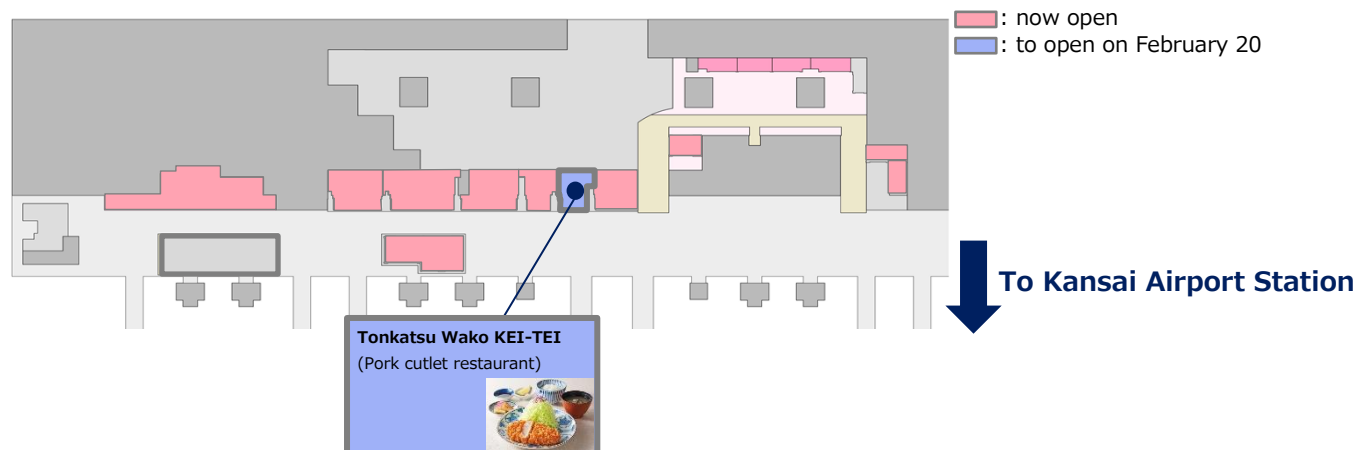 : now open
: to open on February 20
To Kansai Airport Station
Tonkatsu Wako KEI-TEI
(Pork cutlet restaurant)